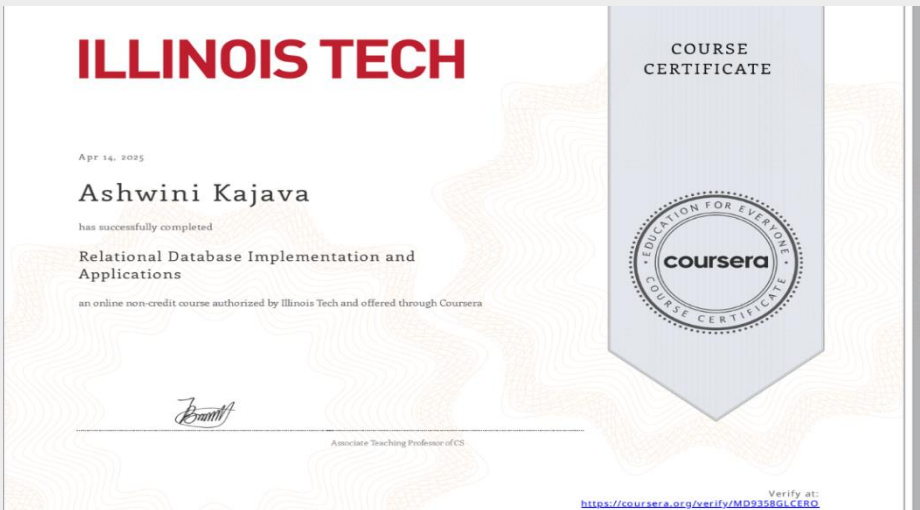 ILLINOIS TECH
COURSE
CERTIFICATE
Apr 14, 2025
Ashwini Kajava
has successfully completed
Relational Database Implementation and
Applications
an online non-credit course authorized by Illinois Tech and offered through Coursera
EDUCATION FOR EVERYONE
coursera
COURSE CERTIFICATE
Associate Teaching Professor of CS
Verify at:
https://coursera.org/verify/MD9358GLCERO